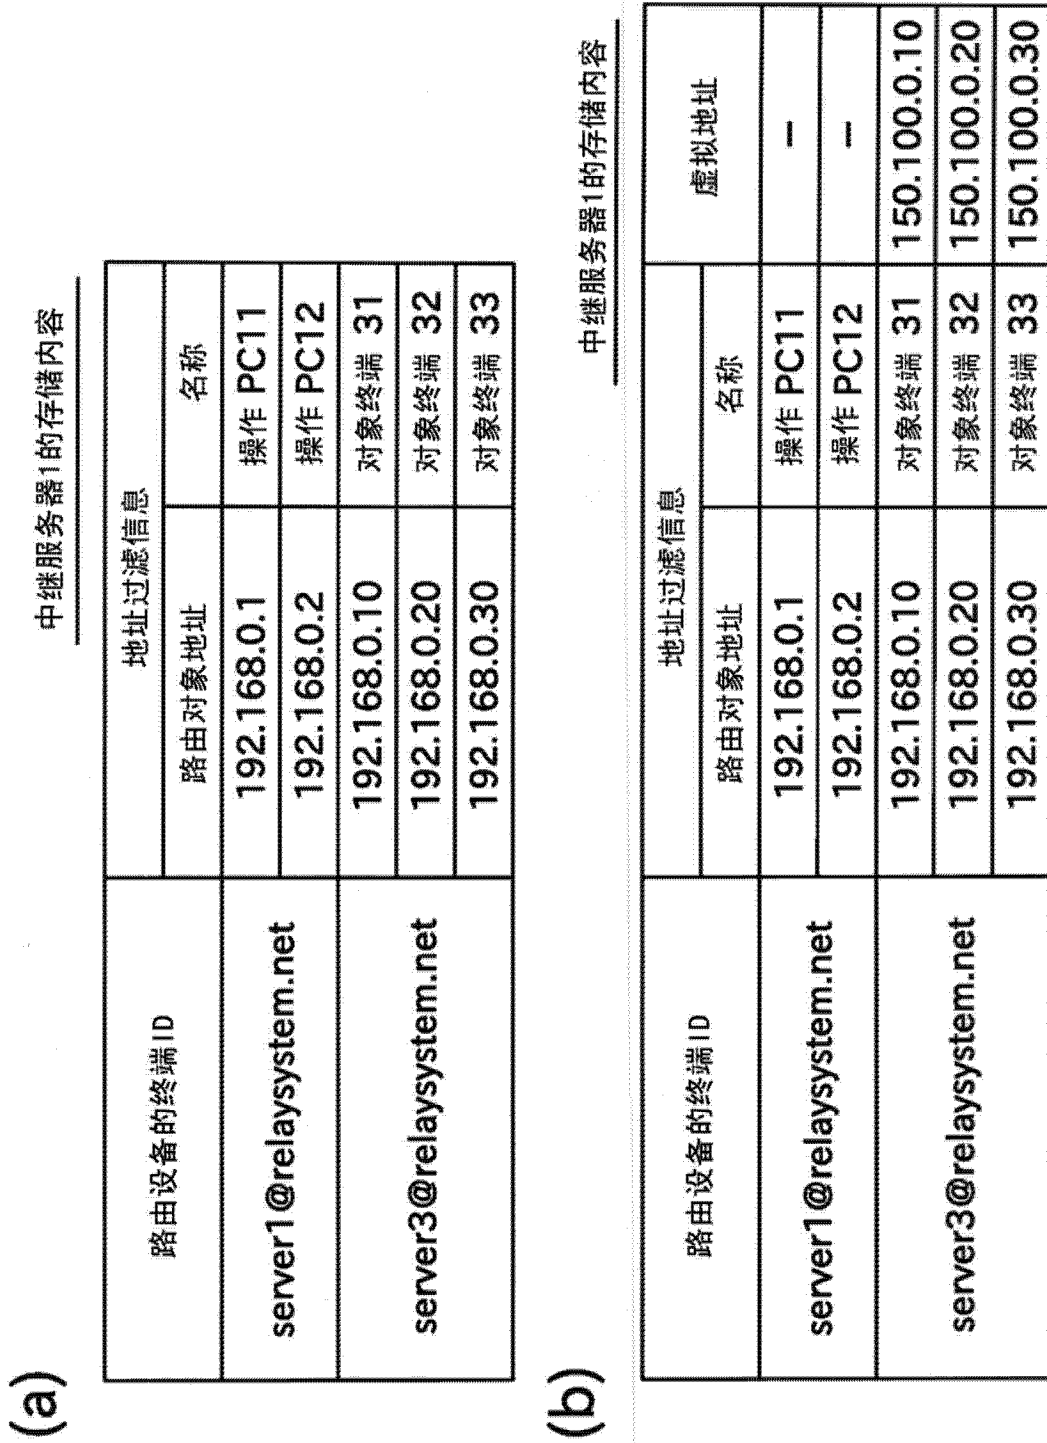 (a)
中继服务器1的存储内容
路由设备的终端ID 地址过滤信息
路由对象地址 名称
server1@relaysystem.net 192.168.0.1 操作 PC11
192.168.0.2 操作 PC12
server3@relaysystem.net 192.168.0.10 对象终端 31
192.168.0.20 对象终端 32
192.168.0.30 对象终端 33
(b)
中继服务器1的存储内容
路由设备的终端ID 地址过滤信息 虚拟地址
路由对象地址 名称
server1@relaysystem.net 192.168.0.1 操作 PC11 –
192.168.0.2 操作 PC12 –
server3@relaysystem.net 192.168.0.10 对象终端 31 150.100.0.10
192.168.0.20 对象终端 32 150.100.0.20
192.168.0.30 对象终端 33 150.100.0.30